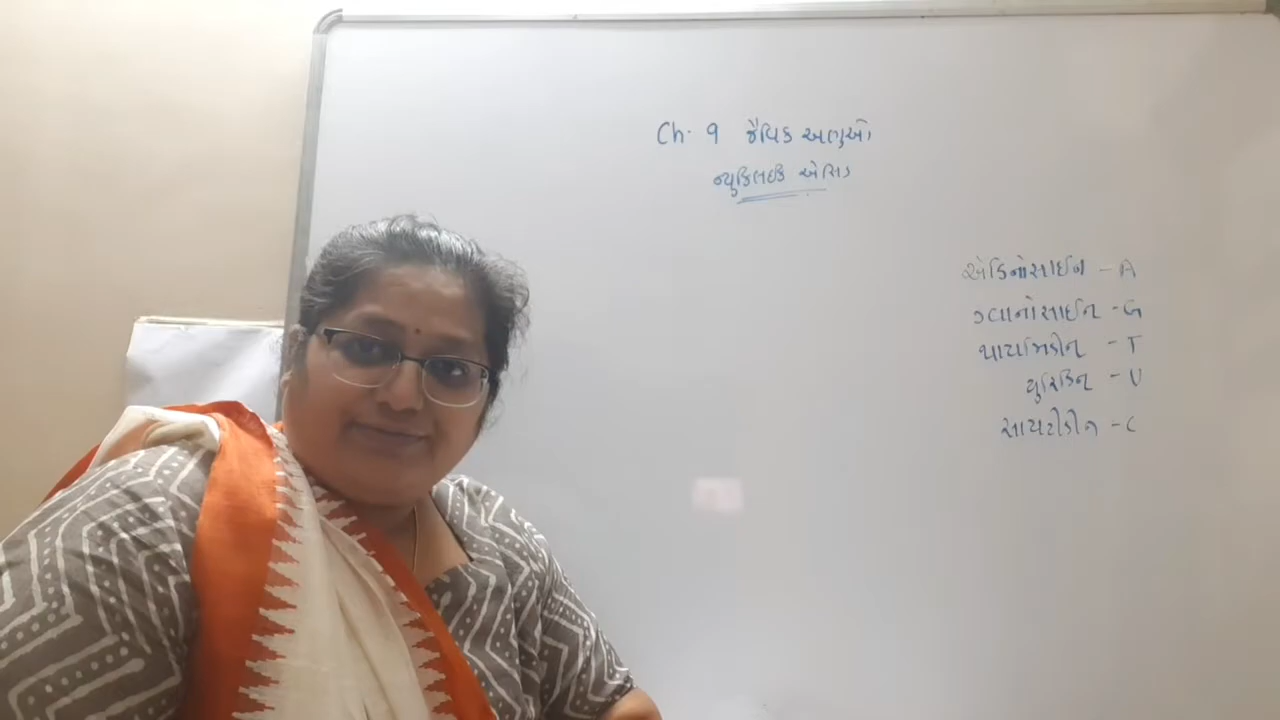 Ch. 9 જૈવિક અણુઓ
ન્યુક્લિઈક એસિડ
એડિનોસાઈન - A
ગ્વાનોસાઈન - G
થાયમિડીન - T
યુરિડિન - U
સાયટીડીન - C